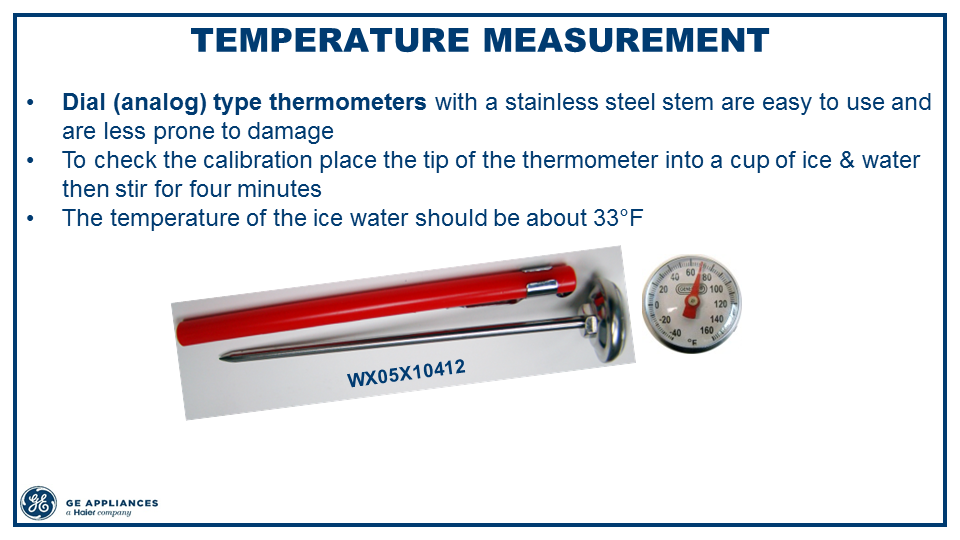 TEMPERATURE MEASUREMENT
• Dial (analog) type thermometers with a stainless steel stem are easy to use and
are less prone to damage
• To check the calibration place the tip of the thermometer into a cup of ice & water
then stir for four minutes
• The temperature of the ice water should be about 33°F
WX05X10412
-40 -20 0 20 40 60 80 100 120 140 160
°F
GE APPLIANCES
a Haier company